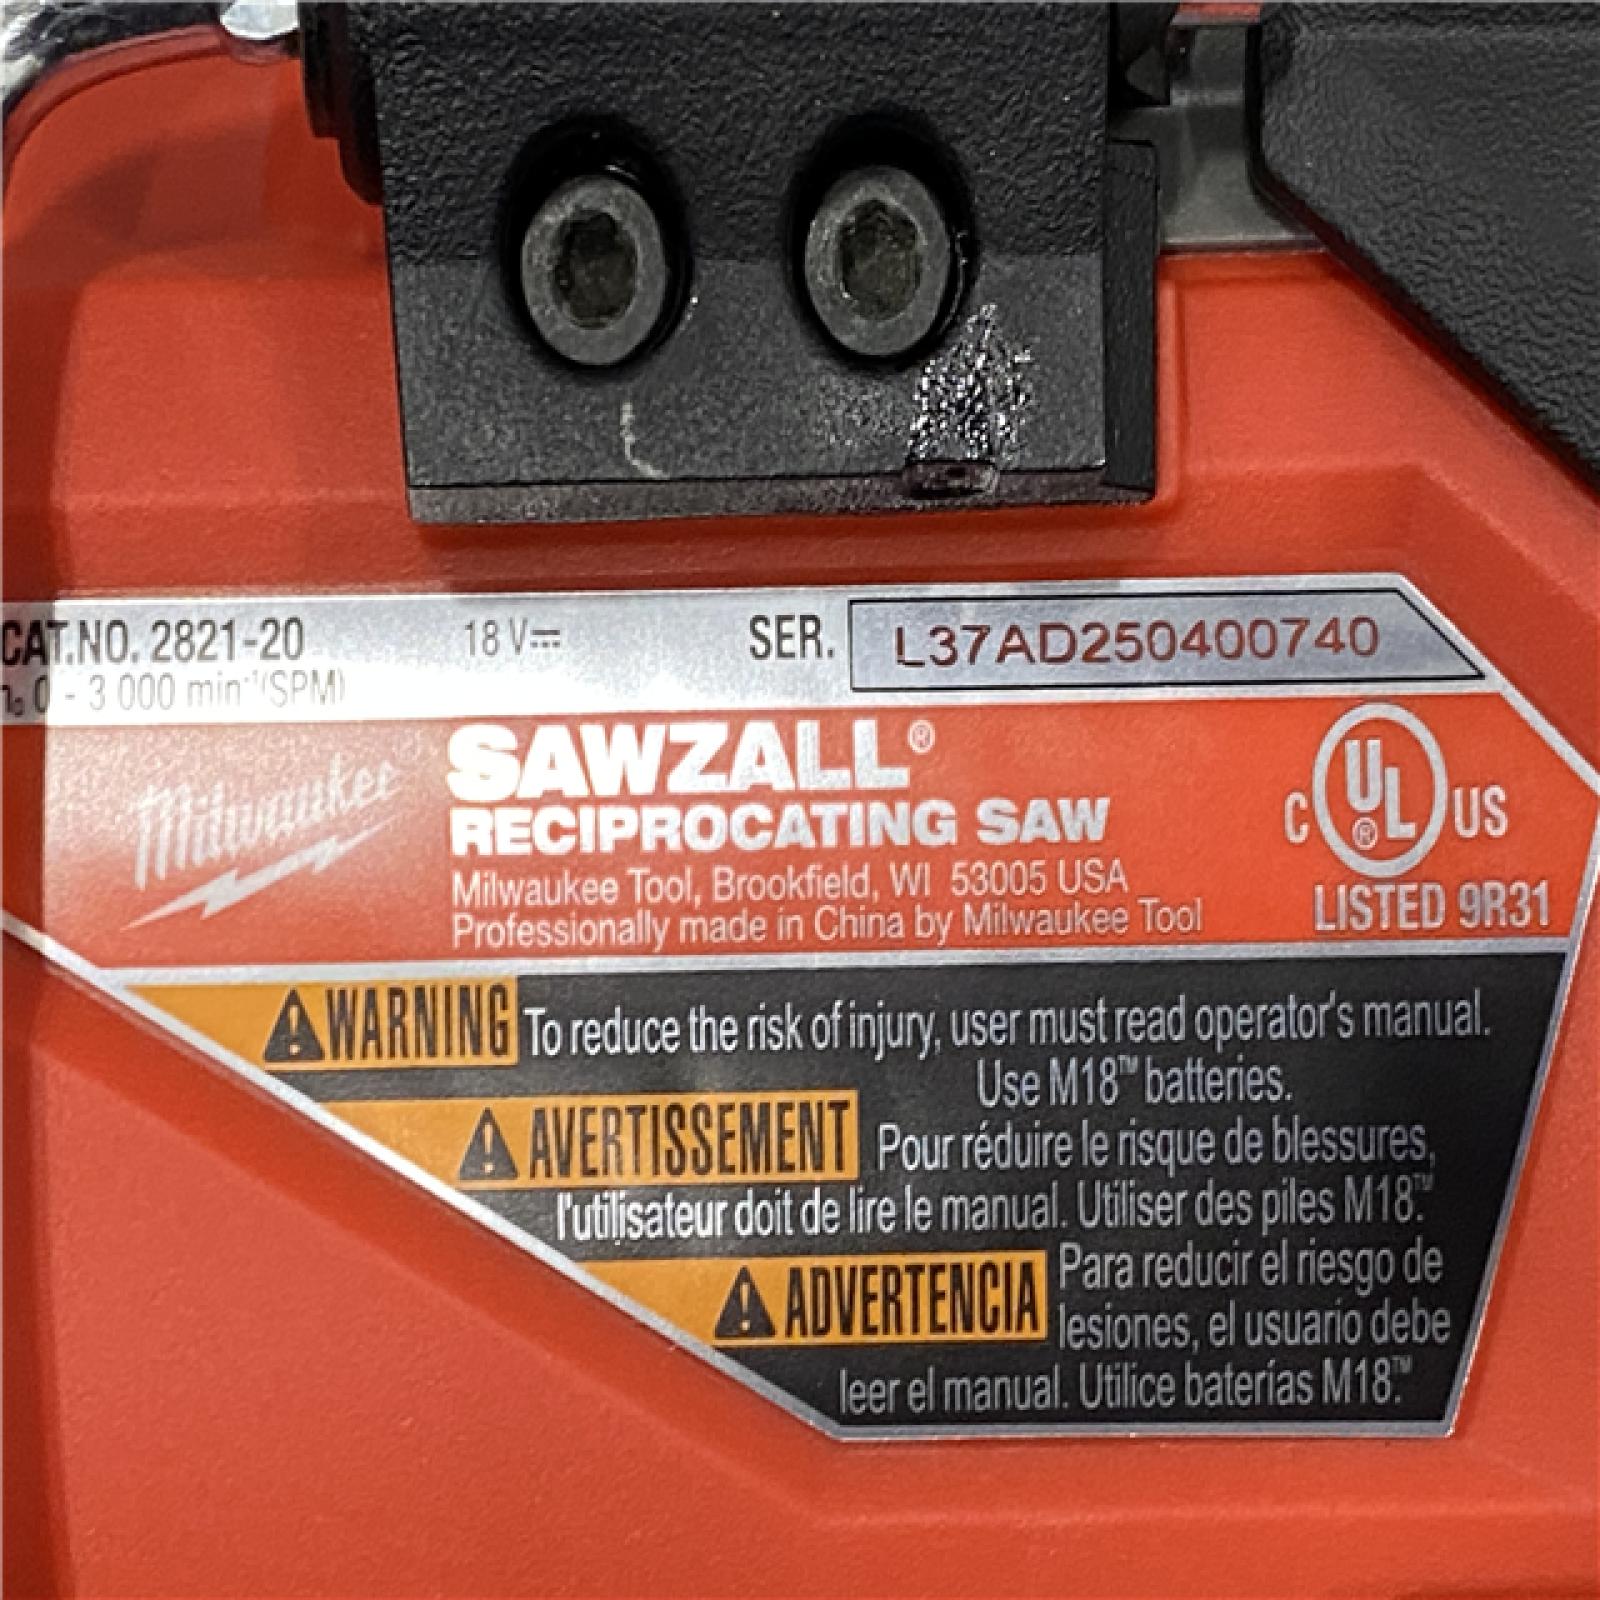 CAT.NO. 2821-20 18 V⎓ SER. L37AD250400740
n₀ 0 - 3 000 min⁻¹(SPM)
Milwaukee
SAWZALL®
RECIPROCATING SAW
Milwaukee Tool, Brookfield, WI 53005 USA
Professionally made in China by Milwaukee Tool
C UL® US
LISTED 9R31
WARNING To reduce the risk of injury, user must read operator's manual.
Use M18™ batteries.
AVERTISSEMENT Pour réduire le risque de blessures,
l'utilisateur doit de lire le manual. Utiliser des piles M18.™
ADVERTENCIA Para reducir el riesgo de
lesiones, el usuario debe
leer el manual. Utilice baterías M18.™